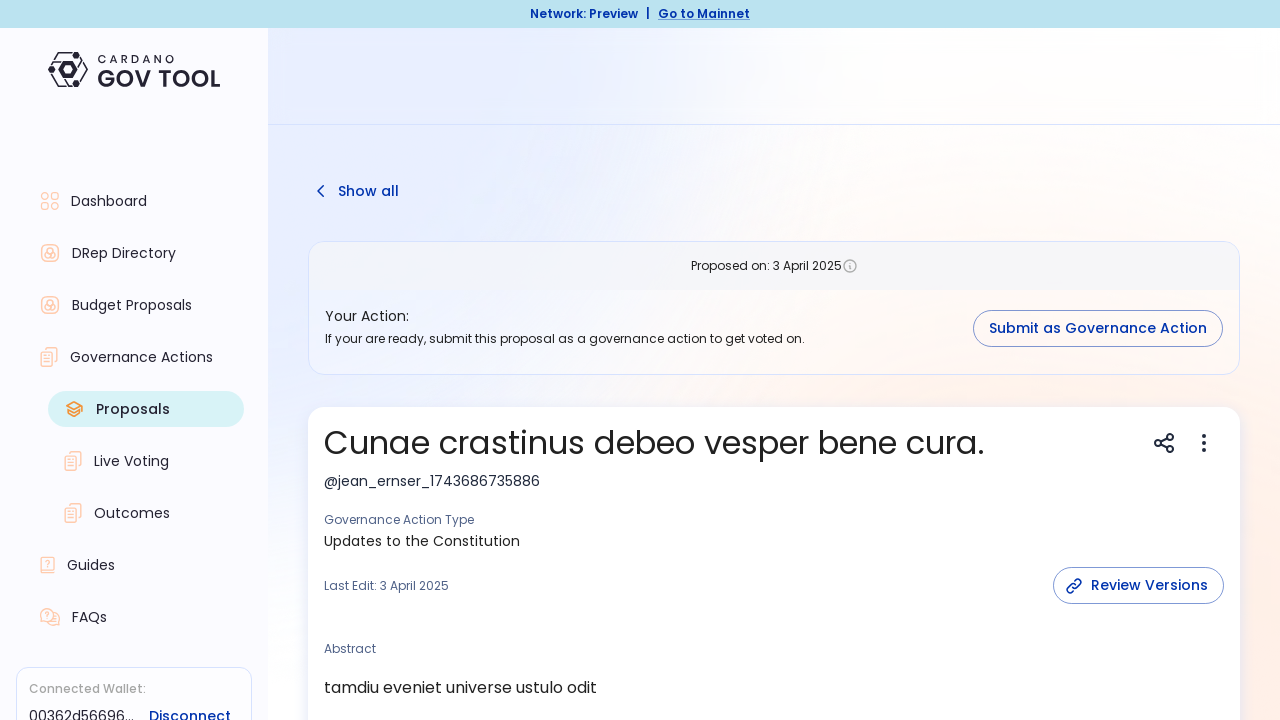 Network: Preview | Go to Mainnet
CARDANO
GOV TOOL
Dashboard
DRep Directory
Budget Proposals
Governance Actions
Proposals
Live Voting
Outcomes
Guides
FAQs
Connected Wallet:
00362d56696... Disconnect
Show all
Proposed on: 3 April 2025
Your Action:
If your are ready, submit this proposal as a governance action to get voted on.
Submit as Governance Action
Cunae crastinus debeo vesper bene cura.
@jean_ernser_1743686735886
Governance Action Type
Updates to the Constitution
Last Edit: 3 April 2025
Review Versions
Abstract
tamdiu eveniet universe ustulo odit